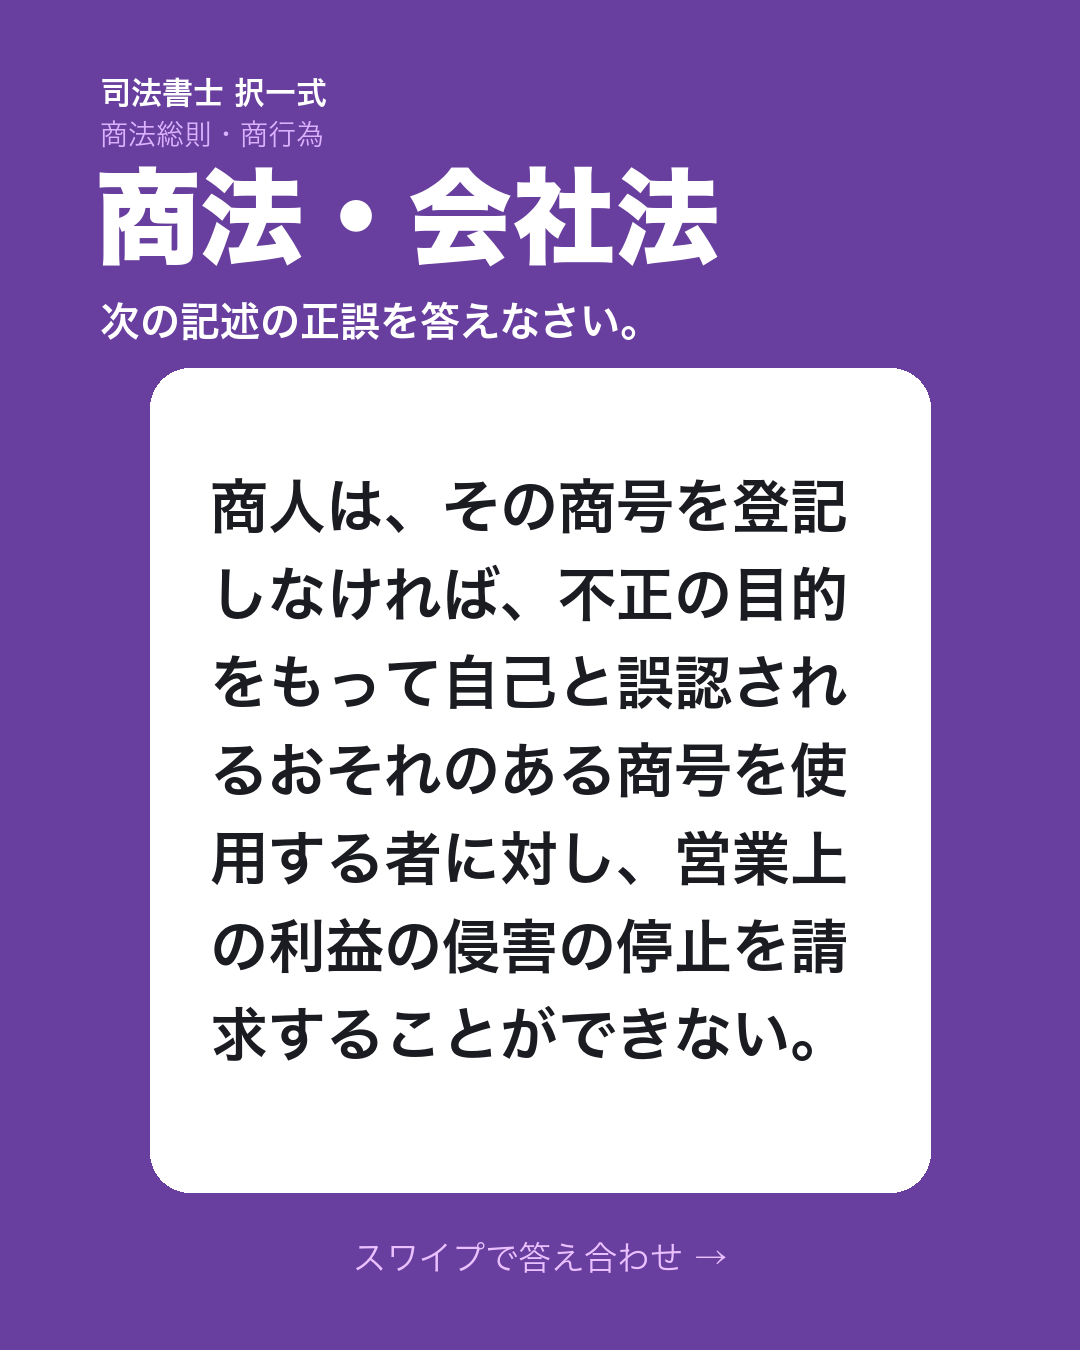 司法書士 択一式
商法総則・商行為
商法・会社法
次の記述の正誤を答えなさい。
商人は、その商号を登記
しなければ、不正の目的
をもって自己と誤認され
るおそれのある商号を使
用する者に対し、営業上
の利益の侵害の停止を請
求することができない。
スワイプで答え合わせ →